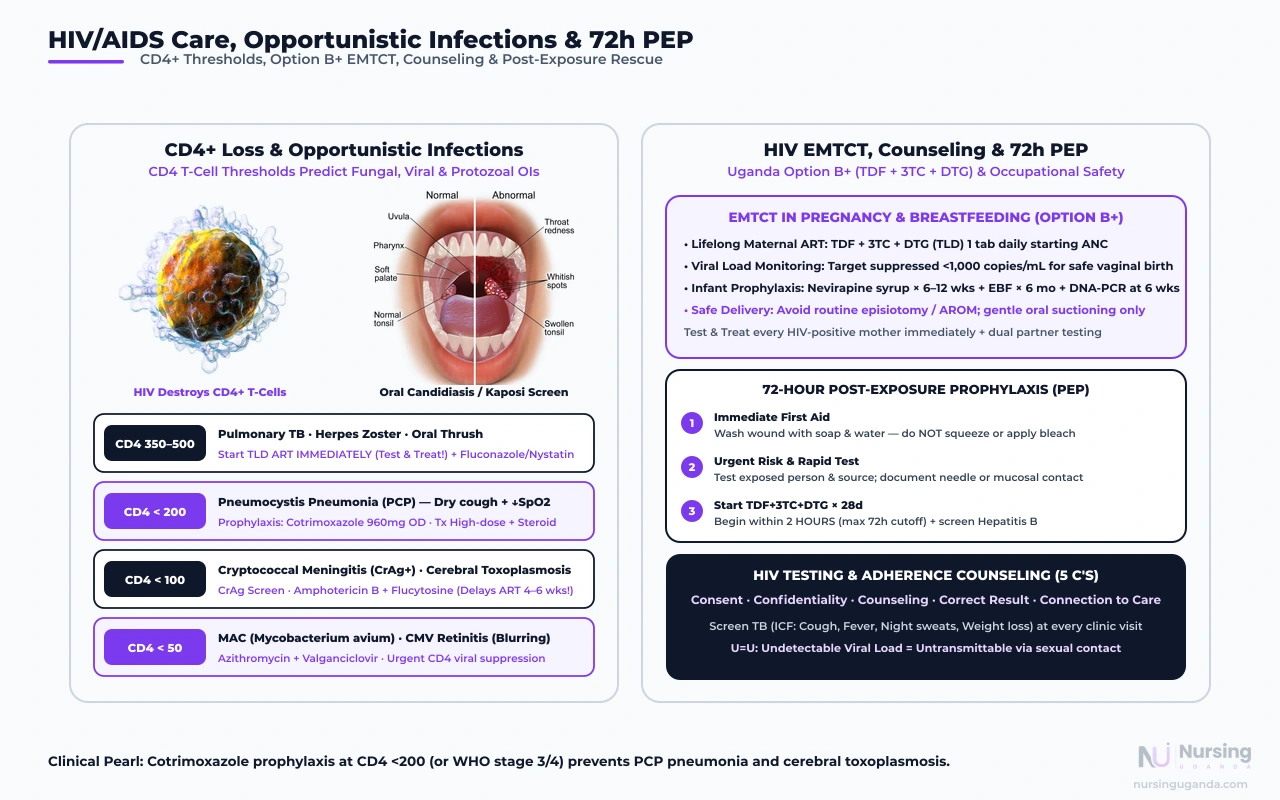 HIV/AIDS Care, Opportunistic Infections & 72h PEP
CD4+ Thresholds, Option B+ EMTCT, Counseling & Post-Exposure Rescue
CD4+ Loss & Opportunistic Infections
CD4 T-Cell Thresholds Predict Fungal, Viral & Protozoal OIs
Normal
Abnormal
Uvula
Pharynx
Soft
palate
Normal
tonsil
Throat
redness
Whitish
spots
Swollen
tonsil
HIV Destroys CD4+ T-Cells
Oral Candidiasis / Kaposi Screen
CD4 350–500
Pulmonary TB · Herpes Zoster · Oral Thrush
Start TLD ART IMMEDIATELY (Test & Treat!) + Fluconazole/Nystatin
CD4 < 200
Pneumocystis Pneumonia (PCP) — Dry cough + ↓SpO2
Prophylaxis: Cotrimoxazole 960mg OD · Tx High-dose + Steroid
CD4 < 100
Cryptococcal Meningitis (CrAg+) · Cerebral Toxoplasmosis
CrAg Screen · Amphotericin B + Flucytosine (Delays ART 4–6 wks!)
CD4 < 50
MAC (Mycobacterium avium) · CMV Retinitis (Blurring)
Azithromycin + Valganciclovir · Urgent CD4 viral suppression
HIV EMTCT, Counseling & 72h PEP
Uganda Option B+ (TDF + 3TC + DTG) & Occupational Safety
EMTCT IN PREGNANCY & BREASTFEEDING (OPTION B+)
• Lifelong Maternal ART: TDF + 3TC + DTG (TLD) 1 tab daily starting ANC
• Viral Load Monitoring: Target suppressed <1,000 copies/mL for safe vaginal birth
• Infant Prophylaxis: Nevirapine syrup × 6–12 wks + EBF × 6 mo + DNA-PCR at 6 wks
• Safe Delivery: Avoid routine episiotomy / AROM; gentle oral suctioning only
Test & Treat every HIV-positive mother immediately + dual partner testing
72-HOUR POST-EXPOSURE PROPHYLAXIS (PEP)
1
Immediate First Aid
Wash wound with soap & water — do NOT squeeze or apply bleach
2
Urgent Risk & Rapid Test
Test exposed person & source; document needle or mucosal contact
3
Start TDF+3TC+DTG × 28d
Begin within 2 HOURS (max 72h cutoff) + screen Hepatitis B
HIV TESTING & ADHERENCE COUNSELING (5 C'S)
Consent · Confidentiality · Counseling · Correct Result · Connection to Care
Screen TB (ICF: Cough, Fever, Night sweats, Weight loss) at every clinic visit
U=U: Undetectable Viral Load = Untransmittable via sexual contact
Clinical Pearl: Cotrimoxazole prophylaxis at CD4 <200 (or WHO stage 3/4) prevents PCP pneumonia and cerebral toxoplasmosis.
NU Nursing
UGANDA
nursinguganda.com